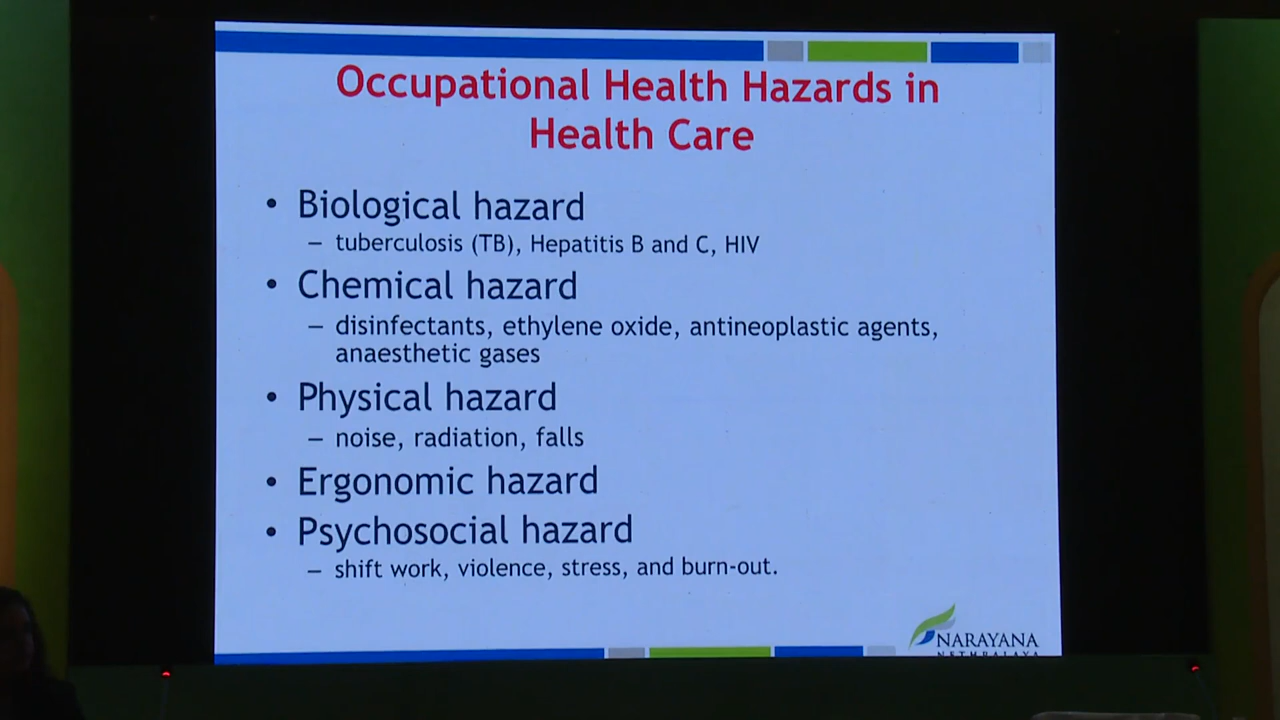 Occupational Health Hazards in
Health Care
• Biological hazard
– tuberculosis (TB), Hepatitis B and C, HIV
• Chemical hazard
– disinfectants, ethylene oxide, antineoplastic agents,
anaesthetic gases
• Physical hazard
– noise, radiation, falls
• Ergonomic hazard
• Psychosocial hazard
– shift work, violence, stress, and burn-out.
NARAYANA
NETHRALAYA